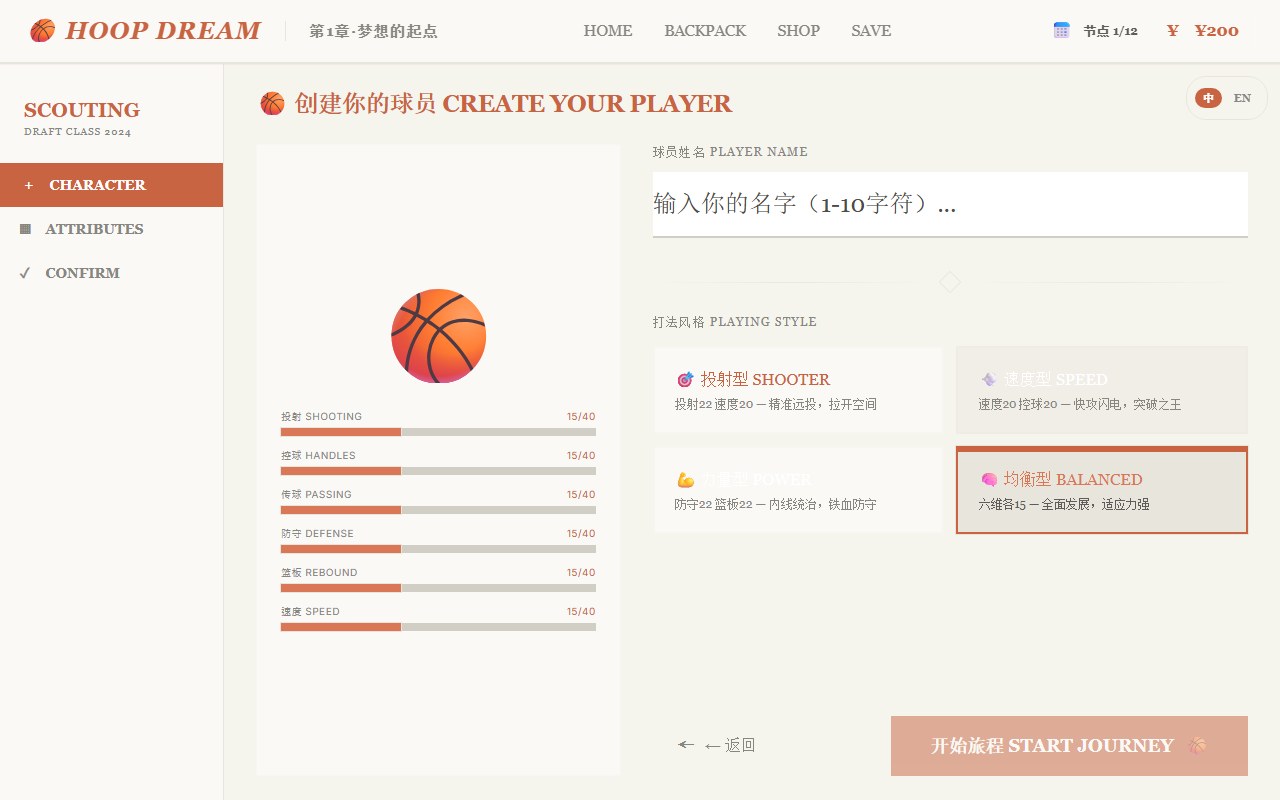 HOOP DREAM
第1章·梦想的起点
HOME
BACKPACK
SHOP
SAVE
节点 1/12
¥ ¥200
SCOUTING
DRAFT CLASS 2024
+ CHARACTER
ATTRIBUTES
✓ CONFIRM
创建你的球员 CREATE YOUR PLAYER
中 EN
投射 SHOOTING 15/40
控球 HANDLES 15/40
传球 PASSING 15/40
防守 DEFENSE 15/40
篮板 REBOUND 15/40
速度 SPEED 15/40
球员姓名 PLAYER NAME
输入你的名字（1-10字符）...
打法风格 PLAYING STYLE
投射型 SHOOTER
投射22 速度20 — 精准远投，拉开空间
速度型 SPEED
速度20 控球20 — 快攻闪电，突破之王
力量型 POWER
防守22 篮板22 — 内线统治，铁血防守
均衡型 BALANCED
六维各15 — 全面发展，适应力强
← ← 返回
开始旅程 START JOURNEY